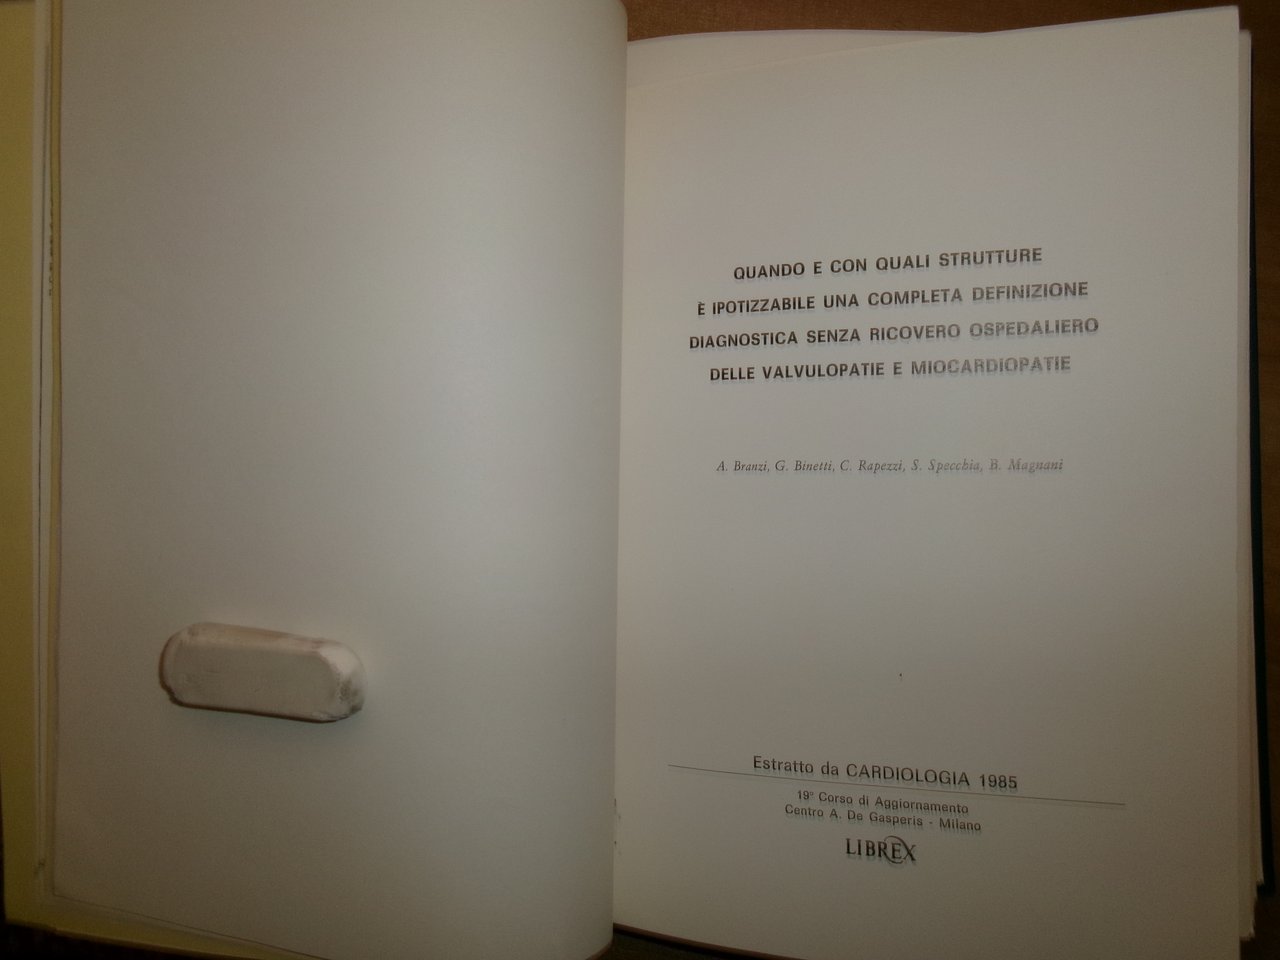 QUANDO E CON QUALI STRUTTURE
È IPOTIZZABILE UNA COMPLETA DEFINIZIONE
DIAGNOSTICA SENZA RICOVERO OSPEDALIERO
DELLE VALVULOPATIE E MIOCARDIOPATIE
A. Branzi, G. Binetti, C. Rapezzi, S. Specchia, B. Magnani
Estratto da CARDIOLOGIA 1985
19° Corso di Aggiornamento
Centro A. De Gasperis - Milano
LIBREX